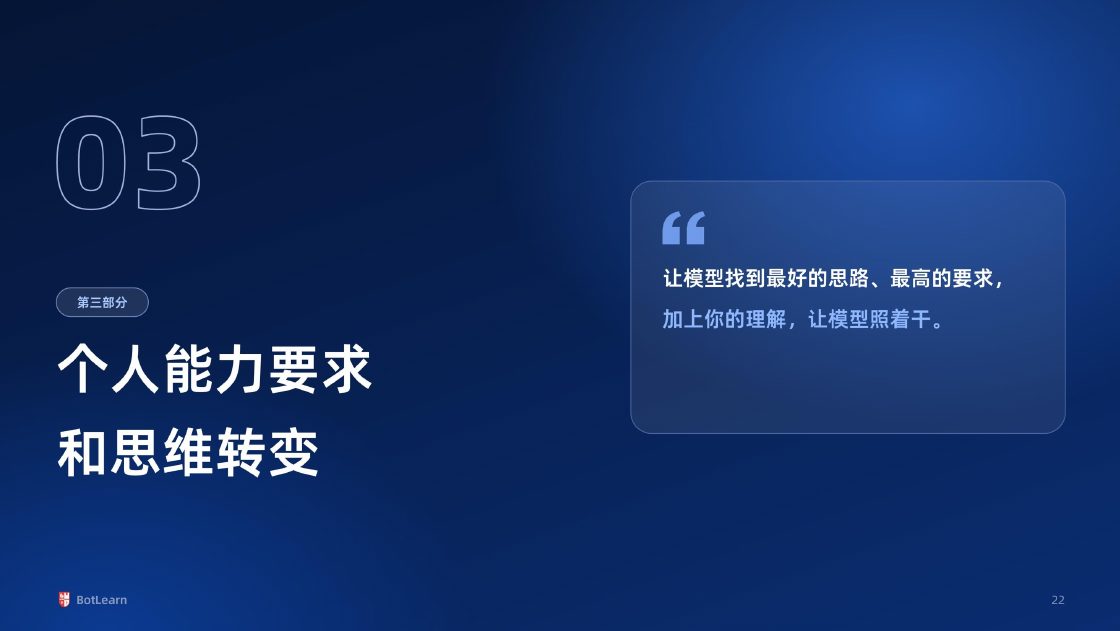 03
第三部分
个人能力要求
和思维转变
“
让模型找到最好的思路、最高的要求，
加上你的理解，让模型照着干。
BotLearn
22